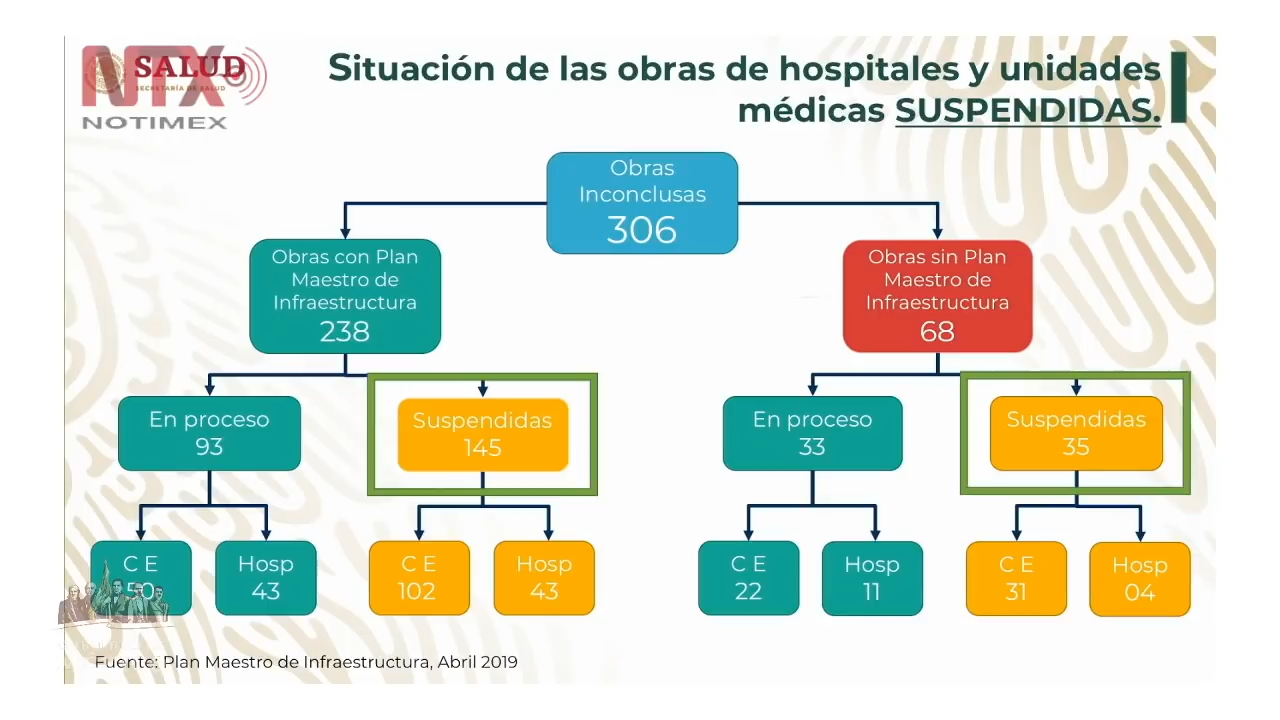 NTX
SALUD
SECRETARÍA DE SALUD
NOTIMEX
Situación de las obras de hospitales y unidades
médicas SUSPENDIDAS.
Obras
Inconclusas
306
Obras con Plan
Maestro de
Infraestructura
238
Obras sin Plan
Maestro de
Infraestructura
68
En proceso
93
Suspendidas
145
En proceso
33
Suspendidas
35
C E
50
Hosp
43
C E
102
Hosp
43
C E
22
Hosp
11
C E
31
Hosp
04
Fuente: Plan Maestro de Infraestructura, Abril 2019